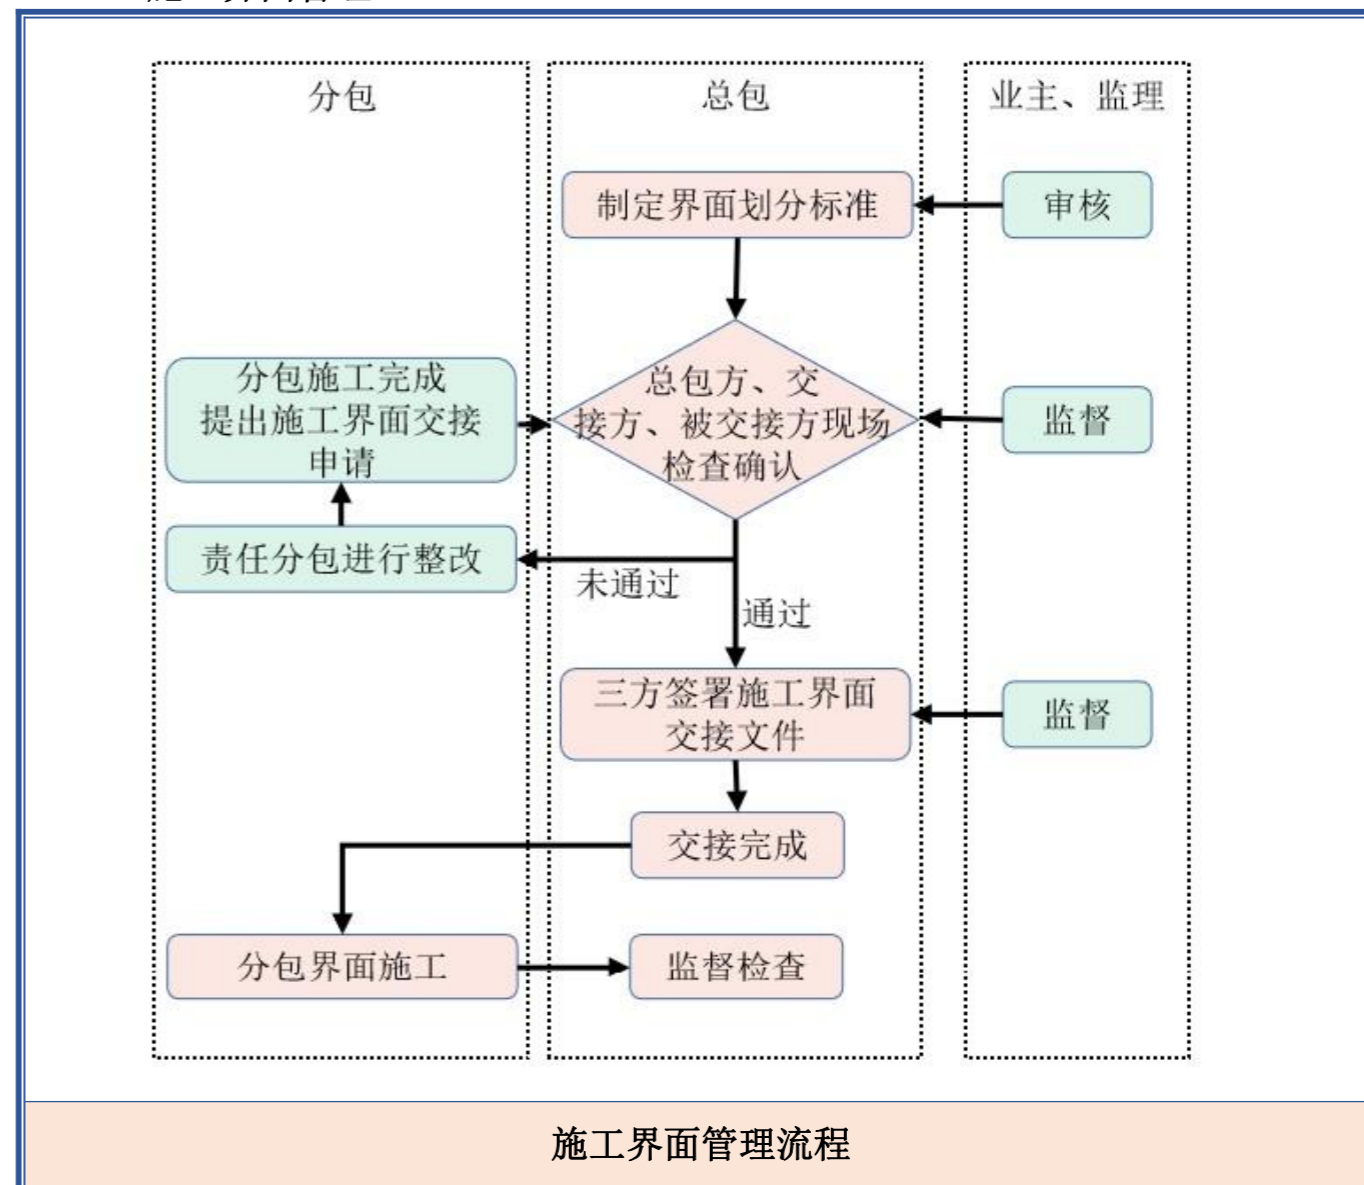 分包
总包
业主、监理
制定界面划分标准
审核
分包施工完成
提出施工界面交接
申请
总包方、交
接方、被交接方现场
检查确认
监督
责任分包进行整改
未通过
通过
三方签署施工界面
交接文件
监督
交接完成
分包界面施工
监督检查
施工界面管理流程